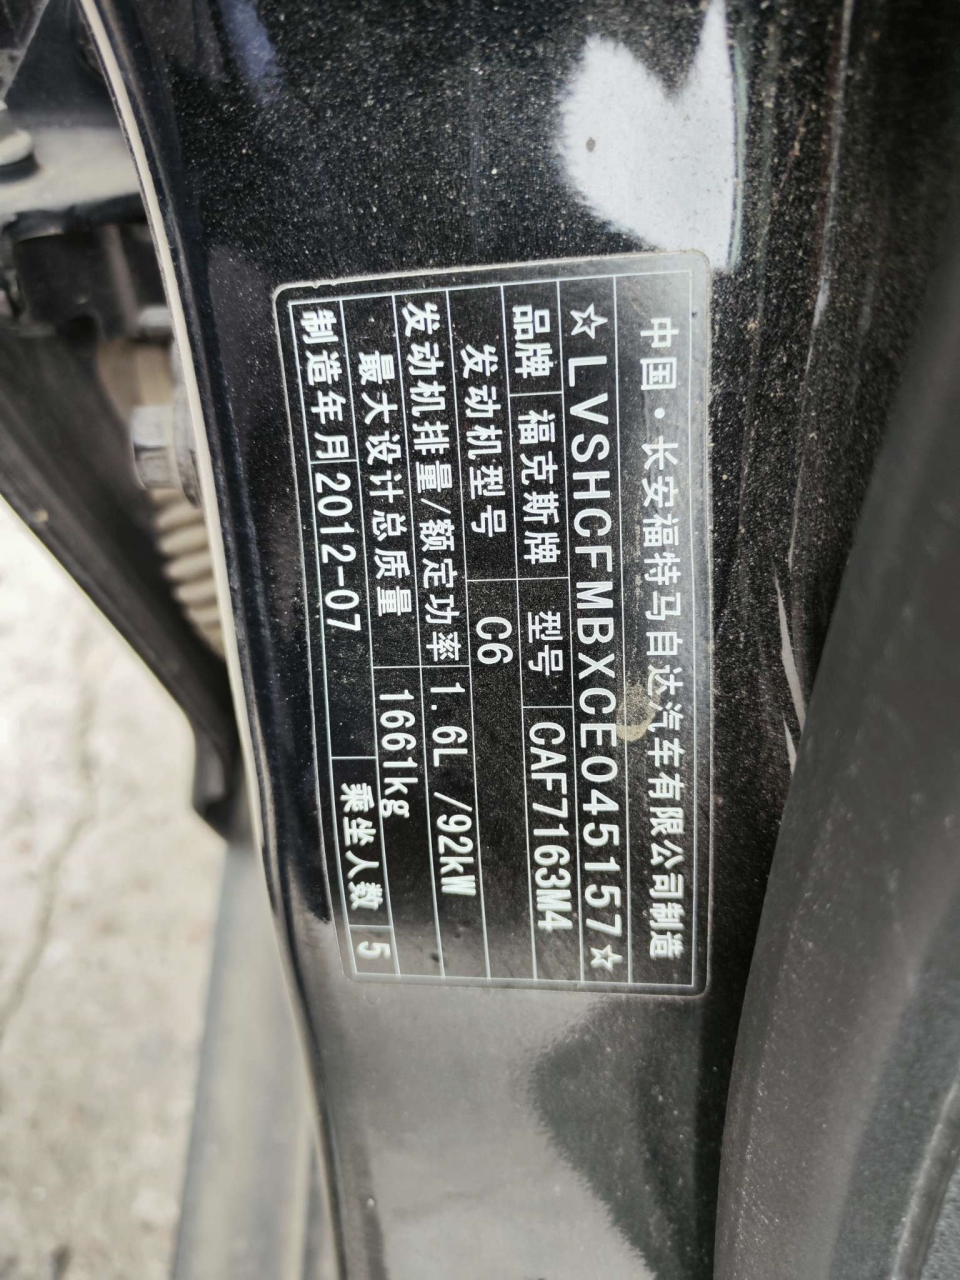 中国·长安福特马自达汽车有限公司制造
☆LVSHCFMBXCE045157☆
品牌 福克斯牌 型号 CAF7163M4
发动机型号 C6
发动机排量/额定功率 1.6L /92kW
最大设计总质量 1661kg
制造年月 2012-07 乘坐人数 5